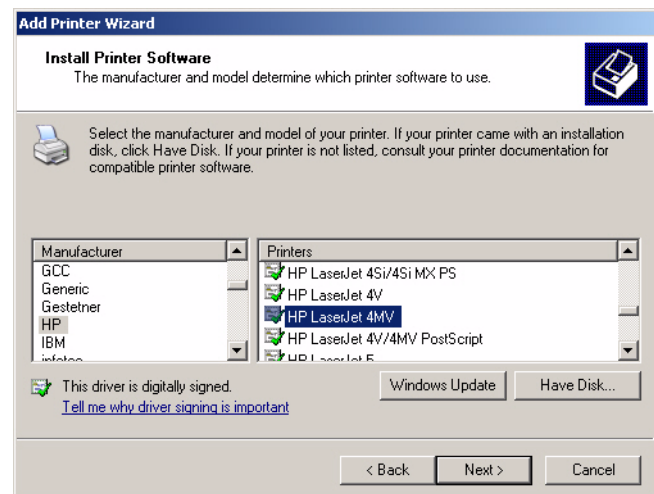 Add Printer Wizard
Install Printer Software
The manufacturer and model determine which printer software to use.
Select the manufacturer and model of your printer. If your printer came with an installation
disk, click Have Disk. If your printer is not listed, consult your printer documentation for
compatible printer software.
Manufacturer
GCC
Generic
Gestetner
HP
IBM
infotec
Printers
HP LaserJet 4Si/4Si MX PS
HP LaserJet 4V
HP LaserJet 4MV
HP LaserJet 4V/4MV PostScript
HP LaserJet 5
This driver is digitally signed.
Tell me why driver signing is important
Windows Update
Have Disk...
< Back
Next >
Cancel